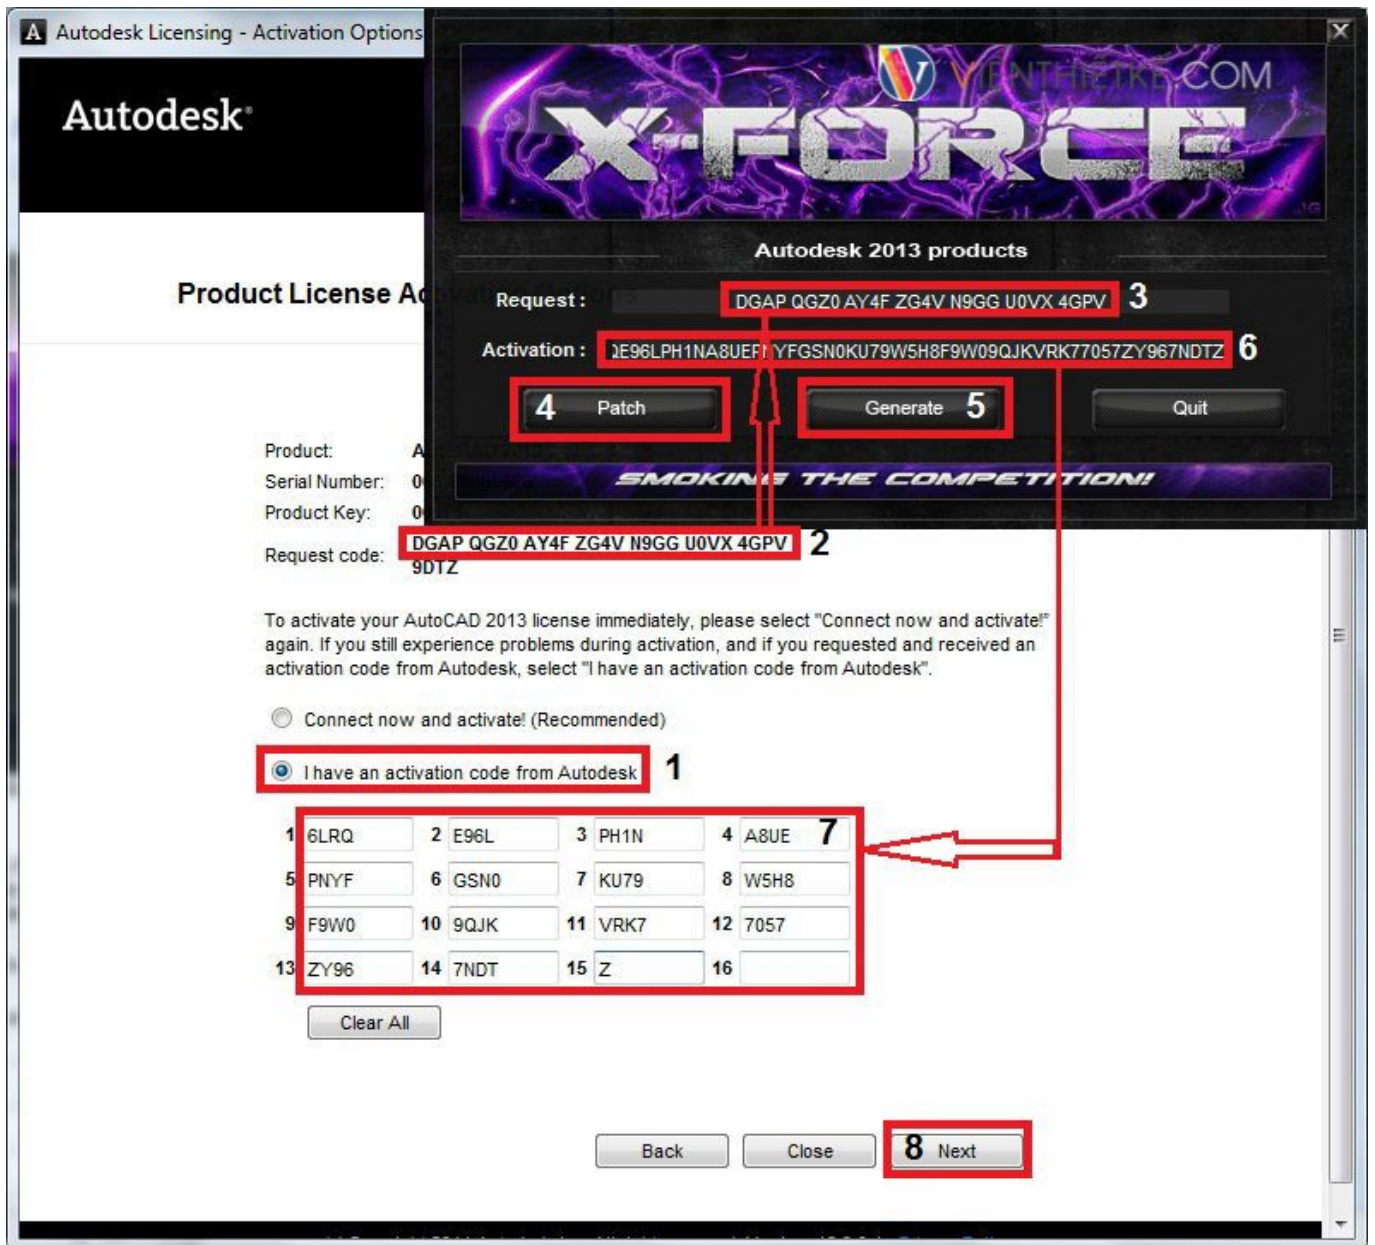 Autodesk Licensing - Activation Options
VIENTHIETKE.COM
X-FORCE
Autodesk
Autodesk 2013 products
Product License
Request : DGAP QGZ0 AY4F ZG4V N9GG U0VX 4GPV 3
Activation : QE96LPH1NA8UEPNYFGSN0KU79W5H8F9W09QJKVRK77057ZY967NDTZ 6
4 Patch Generate 5 Quit
SMOKING THE COMPETITION!
Product: A
Serial Number: 0
Product Key: 0
Request code: DGAP QGZ0 AY4F ZG4V N9GG U0VX 4GPV 2
9DTZ
To activate your AutoCAD 2013 license immediately, please select "Connect now and activate!"
again. If you still experience problems during activation, and if you requested and received an
activation code from Autodesk, select "I have an activation code from Autodesk".
Connect now and activate! (Recommended)
I have an activation code from Autodesk 1
1 6LRQ 2 E96L 3 PH1N 4 A8UE 7
5 PNYF 6 GSN0 7 KU79 8 W5H8
9 F9W0 10 9QJK 11 VRK7 12 7057
13 ZY96 14 7NDT 15 Z 16
Clear All
Back Close 8 Next